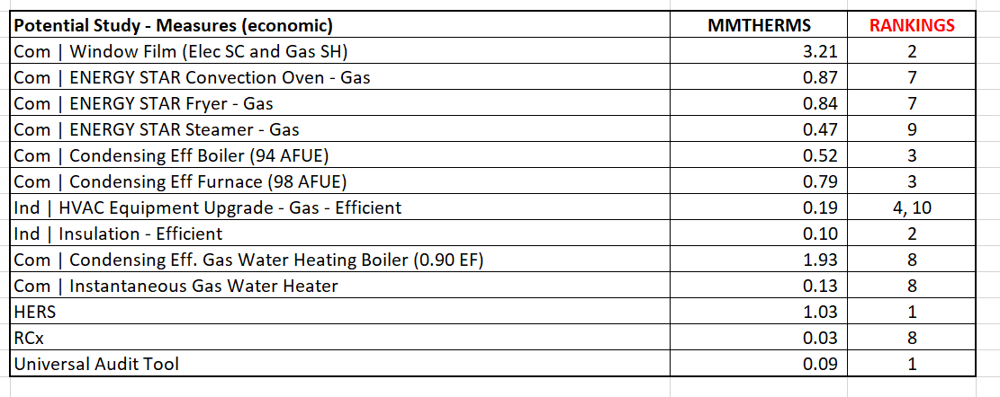 Potential Study - Measures (economic) MMTHERMS RANKINGS
Com | Window Film (Elec SC and Gas SH) 3.21 2
Com | ENERGY STAR Convection Oven - Gas 0.87 7
Com | ENERGY STAR Fryer - Gas 0.84 7
Com | ENERGY STAR Steamer - Gas 0.47 9
Com | Condensing Eff Boiler (94 AFUE) 0.52 3
Com | Condensing Eff Furnace (98 AFUE) 0.79 3
Ind | HVAC Equipment Upgrade - Gas - Efficient 0.19 4, 10
Ind | Insulation - Efficient 0.10 2
Com | Condensing Eff. Gas Water Heating Boiler (0.90 EF) 1.93 8
Com | Instantaneous Gas Water Heater 0.13 8
HERS 1.03 1
RCx 0.03 8
Universal Audit Tool 0.09 1